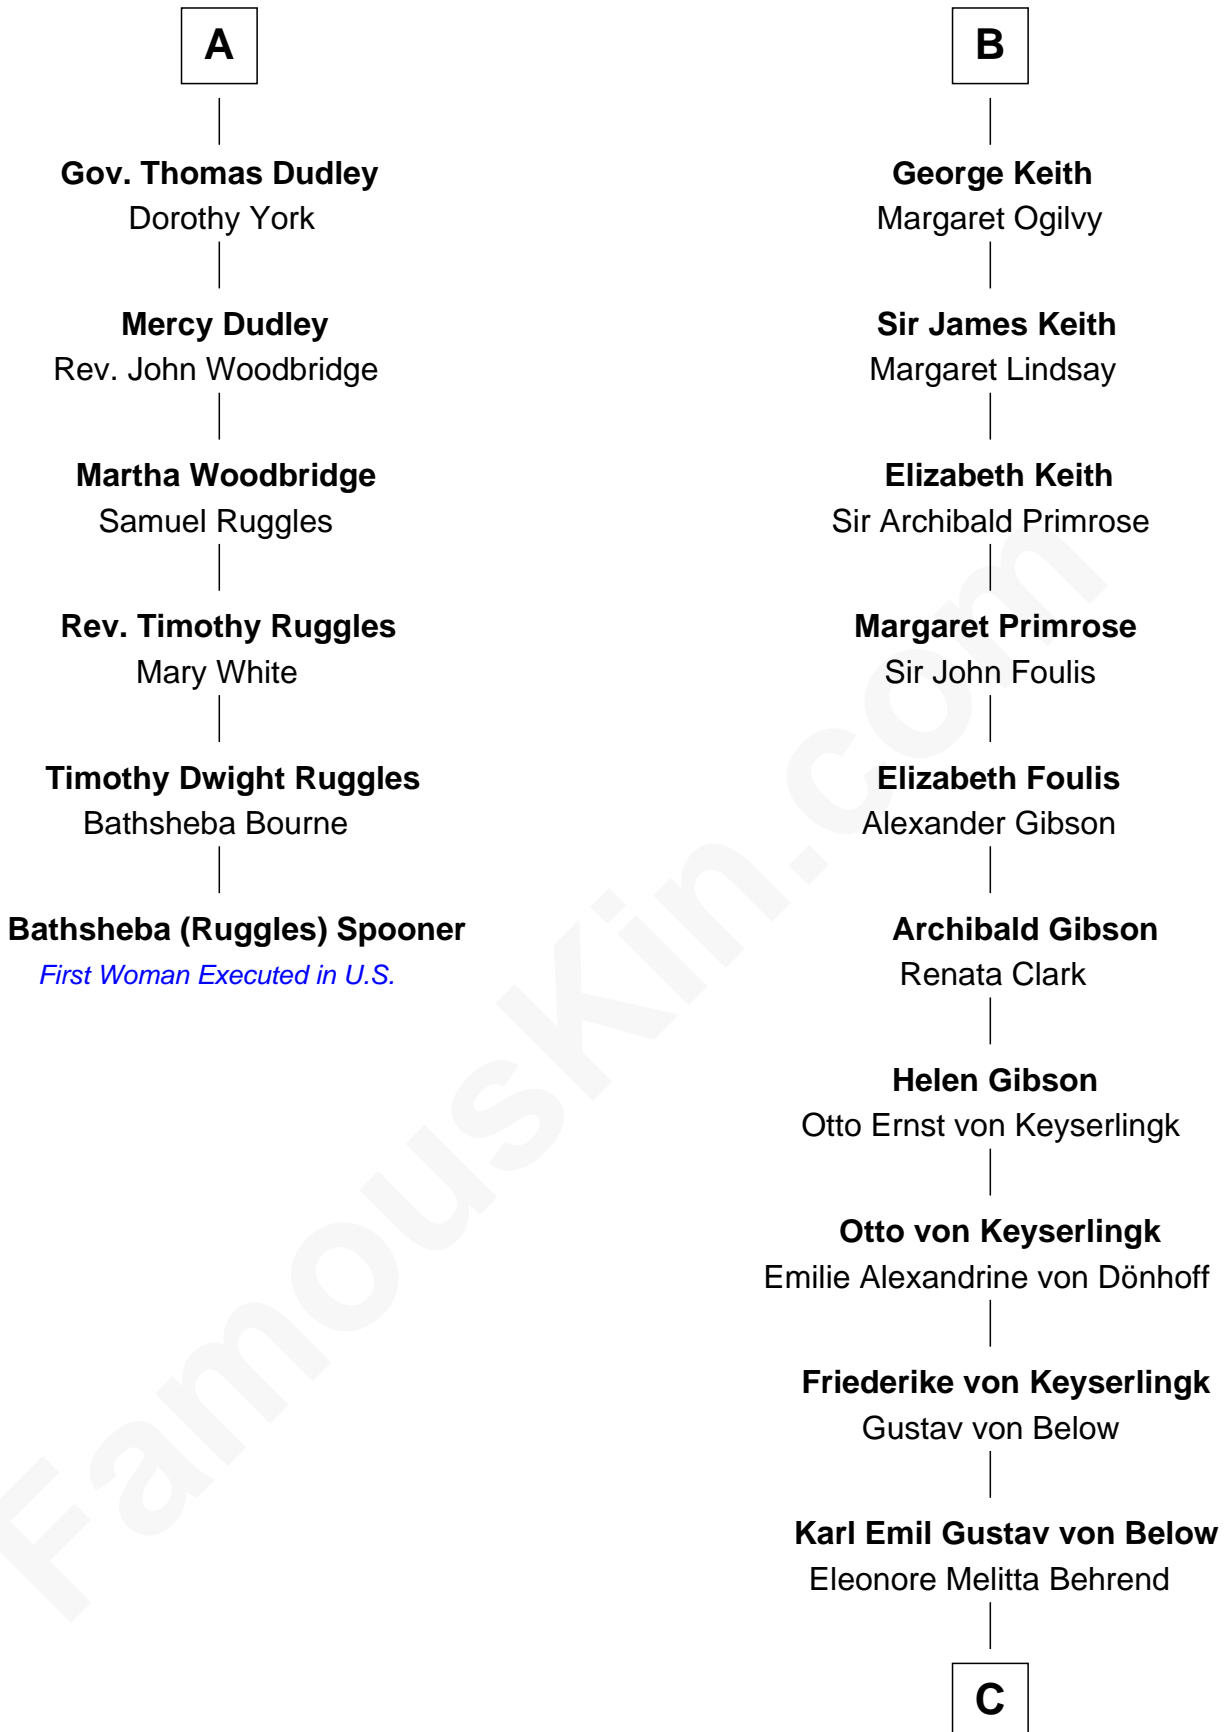 A
Gov. Thomas Dudley
Dorothy York
Mercy Dudley
Rev. John Woodbridge
Martha Woodbridge
Samuel Ruggles
Rev. Timothy Ruggles
Mary White
Timothy Dwight Ruggles
Bathsheba Bourne
Bathsheba (Ruggles) Spooner
First Woman Executed in U.S.
B
George Keith
Margaret Ogilvy
Sir James Keith
Margaret Lindsay
Elizabeth Keith
Sir Archibald Primrose
Margaret Primrose
Sir John Foulis
Elizabeth Foulis
Alexander Gibson
Archibald Gibson
Renata Clark
Helen Gibson
Otto Ernst von Keyserlingk
Otto von Keyserlingk
Emilie Alexandrine von Dönhoff
Friederike von Keyserlingk
Gustav von Below
Karl Emil Gustav von Below
Eleonore Melitta Behrend
C
FamousKin.com